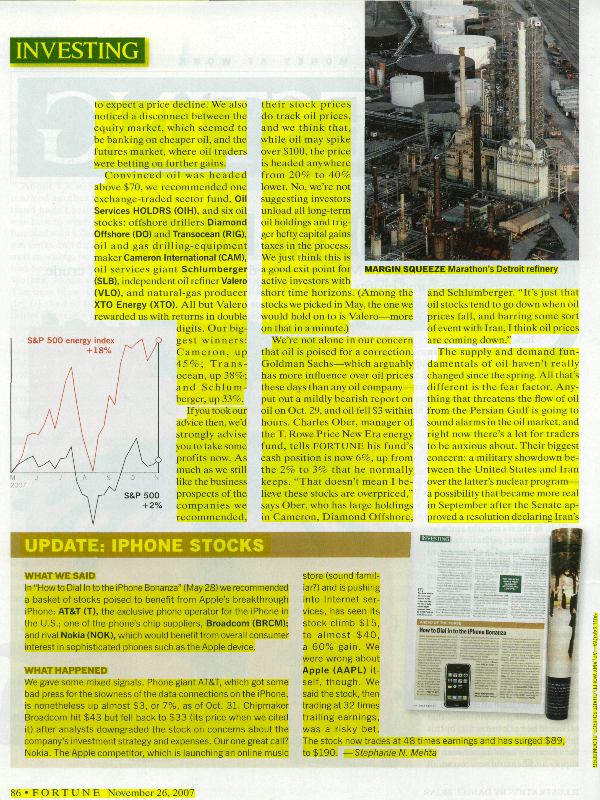 INVESTING
to expect a price decline. We also
noticed a disconnect between the
equity market, which seemed to
be banking on cheaper oil, and the
futures market, where oil traders
were betting on further gains.
Convinced oil was headed
above $70, we recommended one
exchange-traded sector fund, Oil
Services HOLDRS (OIH), and six oil
stocks: offshore drillers Diamond
Offshore (DO) and Transocean (RIG),
oil and gas drilling-equipment
maker Cameron International (CAM),
oil services giant Schlumberger
(SLB), independent oil refiner Valero
(VLO), and natural-gas producer
XTO Energy (XTO). All but Valero
rewarded us with returns in double
digits. Our big-
gest winners:
Cameron, up
45%; Trans-
ocean, up 38%;
and Schlum-
berger, up 33%.
If you took our
advice then, we'd
strongly advise
you to take some
profits now. As
much as we still
like the business
prospects of the
companies we
recommended,
S&P 500 energy index
+18%
S&P 500
+2%
M J J A S O N
2007
their stock prices
do track oil prices,
and we think that,
while oil may spike
over $100, the price
is headed anywhere
from 20% to 40%
lower. No, we're not
suggesting investors
unload all long-term
oil holdings and trig-
ger hefty capital gains
taxes in the process.
We just think this is
a good exit point for
active investors with
short time horizons. (Among the
stocks we picked in May, the one we
would hold on to is Valero—more
on that in a minute.)
We're not alone in our concern
that oil is poised for a correction.
Goldman Sachs—which arguably
has more influence over oil prices
these days than any oil company—
put out a mildly bearish report on
oil on Oct. 29, and oil fell $3 within
hours. Charles Ober, manager of
the T. Rowe Price New Era energy
fund, tells FORTUNE his fund's
cash position is now 6%, up from
the 2% to 3% that he normally
keeps. "That doesn't mean I be-
lieve these stocks are overpriced,"
says Ober, who has large holdings
in Cameron, Diamond Offshore,
MARGIN SQUEEZE Marathon's Detroit refinery
and Schlumberger. "It's just that
oil stocks tend to go down when oil
prices fall, and barring some sort
of event with Iran, I think oil prices
are coming down."
The supply and demand fun-
damentals of oil haven't really
changed since the spring. All that's
different is the fear factor. Any-
thing that threatens the flow of oil
from the Persian Gulf is going to
sound alarms in the oil market, and
right now there's a lot for traders
to be anxious about. Their biggest
concern: a military showdown be-
tween the United States and Iran
over the latter's nuclear program—
a possibility that became more real
in September after the Senate ap-
proved a resolution declaring Iran's
UPDATE: IPHONE STOCKS
WHAT WE SAID
In "How to Dial In to the iPhone Bonanza" (May 28) we recommended
a basket of stocks poised to benefit from Apple's breakthrough
iPhone: AT&T (T), the exclusive phone operator for the iPhone in
the U.S.; one of the phone's chip suppliers, Broadcom (BRCM);
and rival Nokia (NOK), which would benefit from overall consumer
interest in sophisticated phones such as the Apple device.
WHAT HAPPENED
We gave some mixed signals. Phone giant AT&T, which got some
bad press for the slowness of the data connections on the iPhone,
is nonetheless up almost $3, or 7%, as of Oct. 31. Chipmaker
Broadcom hit $43 but fell back to $33 (its price when we cited
it) after analysts downgraded the stock on concerns about the
company's investment strategy and expenses. Our one great call?
Nokia. The Apple competitor, which is launching an online music
store (sound famil-
iar?) and is pushing
into Internet ser-
vices, has seen its
stock climb $15,
to almost $40,
a 60% gain. We
were wrong about
Apple (AAPL) it-
self, though. We
said the stock, then
trading at 32 times
trailing earnings,
was a risky bet.
The stock now trades at 48 times earnings and has surged $89,
to $190. —Stephanie N. Mehta
INVESTING
How to Dial In to the iPhone Bonanza
86 • FORTUNE November 26, 2007